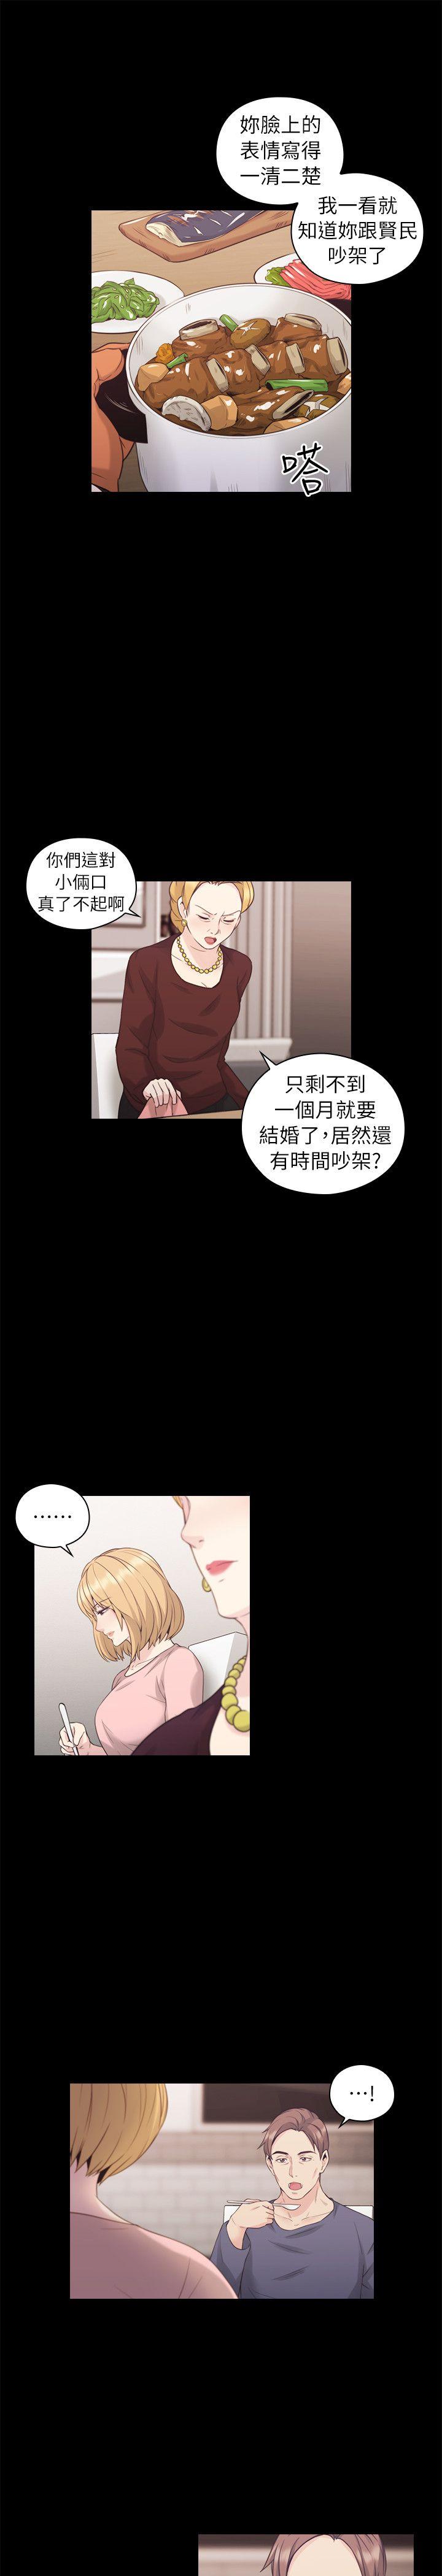 妳臉上的
表情寫得
一清二楚
我一看就
知道妳跟賢民
吵架了
嗒
你們這對
小倆口
真了不起啊
只剩不到
一個月就要
結婚了，居然還
有時間吵架？
⋯⋯
⋯!